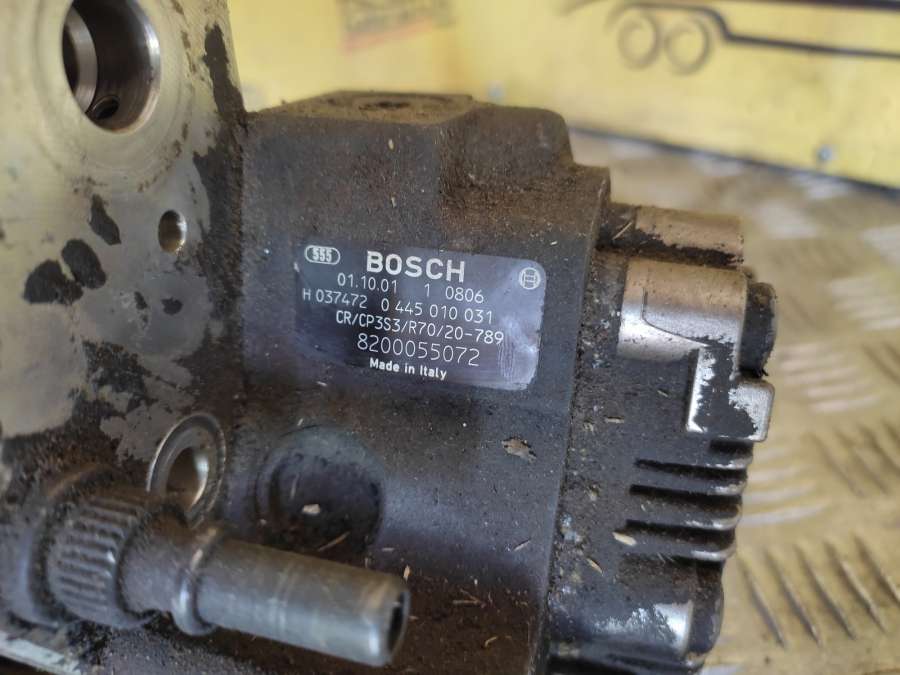 555 BOSCH
01.10.01 1 0806
H 037472 0 445 010 031
CR/CP3S3/R70/20-789
8200055072
Made in Italy